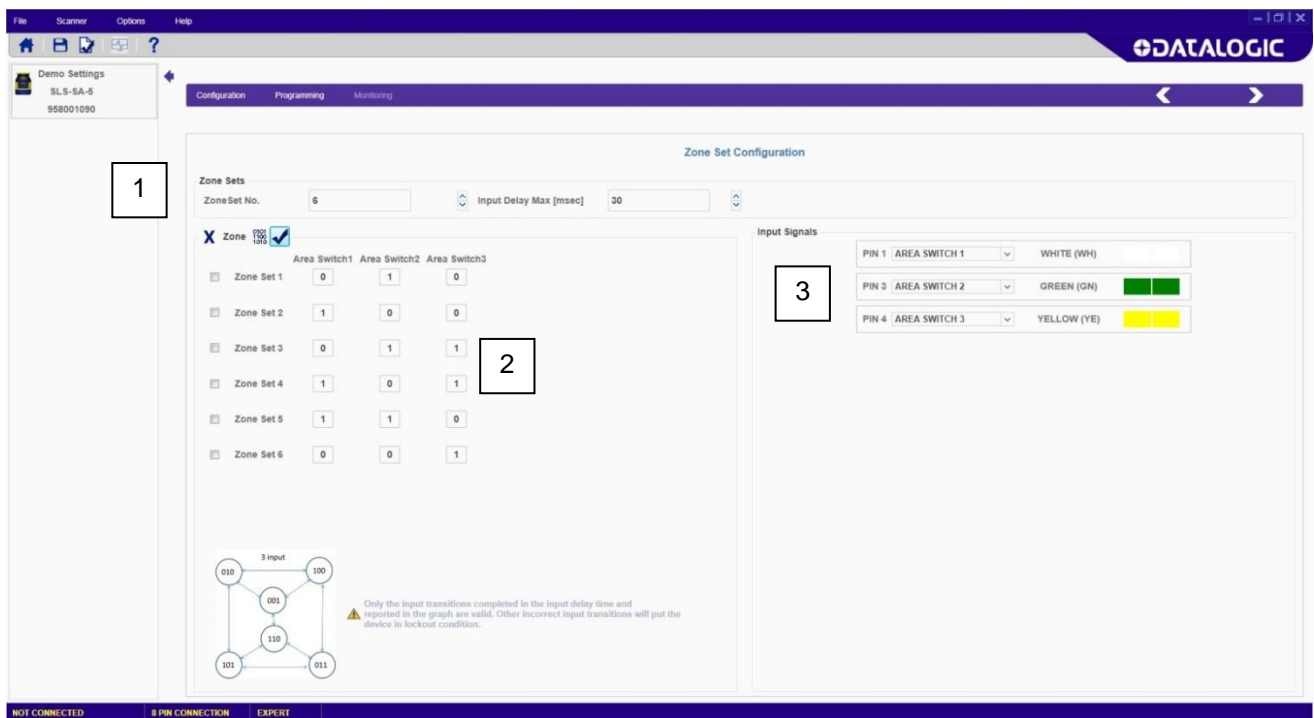 File Scanner Options Help
DATALOGIC
Demo Settings
SLS-SA-5
958001090
Configuration Programming Monitoring
Zone Set Configuration
1
Zone Sets
ZoneSet No. 6 Input Delay Max [msec] 30
X Zone 0101 1100 1010
Area Switch1 Area Switch2 Area Switch3
Zone Set 1 0 1 0
Zone Set 2 1 0 0
Zone Set 3 0 1 1
Zone Set 4 1 0 1
Zone Set 5 1 1 0
Zone Set 6 0 0 1
2
Input Signals
3
PIN 1 AREA SWITCH 1 WHITE (WH)
PIN 3 AREA SWITCH 2 GREEN (GN)
PIN 4 AREA SWITCH 3 YELLOW (YE)
3 input
010 100
001
110
101 011
Only the input transitions completed in the input delay time and
reported in the graph are valid. Other incorrect input transitions will put the
device in lockout condition.
NOT CONNECTED 8 PIN CONNECTION EXPERT